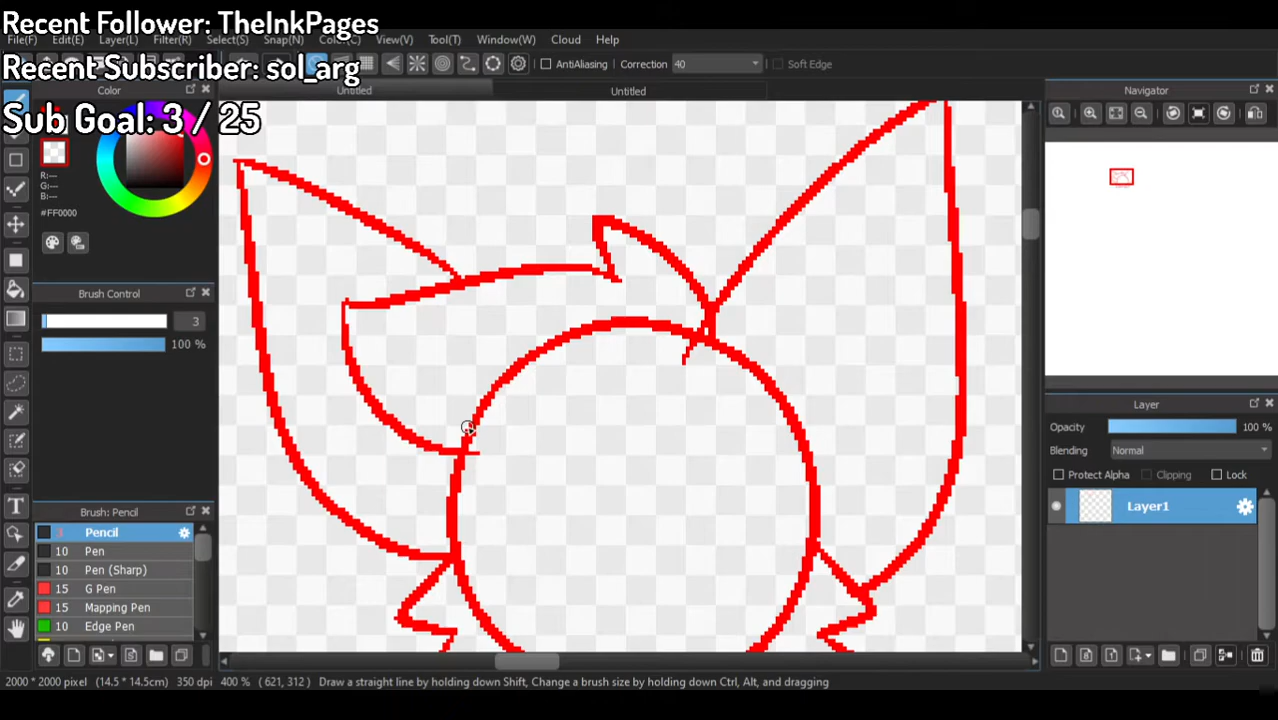 Recent Follower: TheInkPages
File(F) Edit(E) Layer(L) Filter(R) Select(S) Snap(N) Color(C) View(V) Tool(T) Window(W) Cloud Help
Recent Subscriber: sol_arg
AntiAliasing Correction 40 Soft Edge
Color Untitled Untitled Navigator
Sub Goal: 3 / 25
R:---
G:---
B:---
#FF0000
Brush Control
3
100 %
Layer
Opacity 100 %
Blending Normal
Protect Alpha Clipping Lock
Layer1
Brush: Pencil
3 Pencil
10 Pen
10 Pen (Sharp)
15 G Pen
15 Mapping Pen
10 Edge Pen
2000 * 2000 pixel (14.5 * 14.5cm) 350 dpi 400 % ( 621, 312 ) Draw a straight line by holding down Shift, Change a brush size by holding down Ctrl, Alt, and dragging